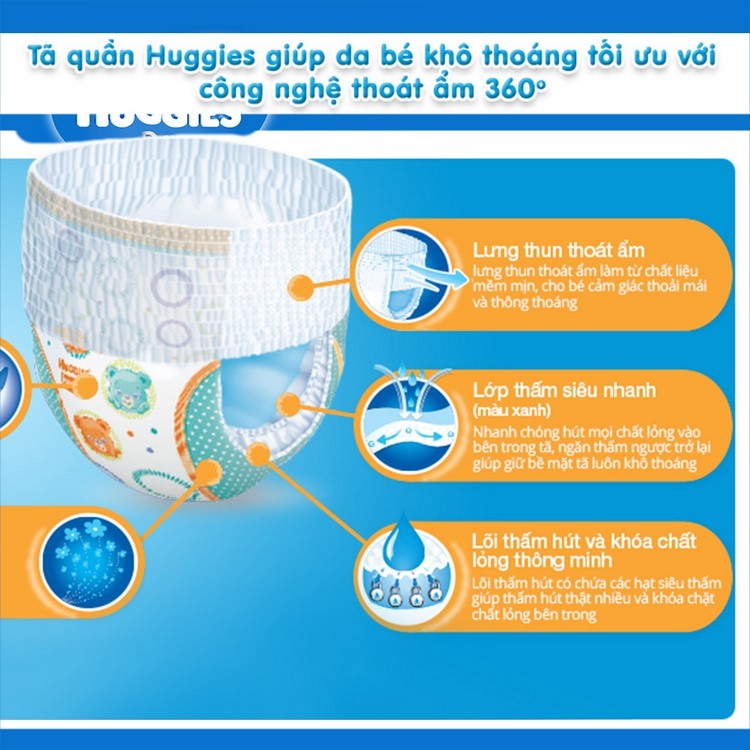 Tã quần Huggies giúp da bé khô thoáng tối ưu với
công nghệ thoát ẩm 360°
HUGGIES
Lưng thun thoát ẩm
lưng thun thoát ẩm làm từ chất liệu
mềm mịn, cho bé cảm giác thoải mái
và thông thoáng
Lớp thấm siêu nhanh
(màu xanh)
Nhanh chóng hút mọi chất lỏng vào
bên trong tã, ngăn thấm ngược trở lại
giúp giữ bề mặt tã luôn khô thoáng
Lõi thấm hút và khóa chất
lỏng thông minh
Lõi thấm hút có chứa các hạt siêu thấm
giúp thấm hút thật nhiều và khóa chặt
chất lỏng bên trong